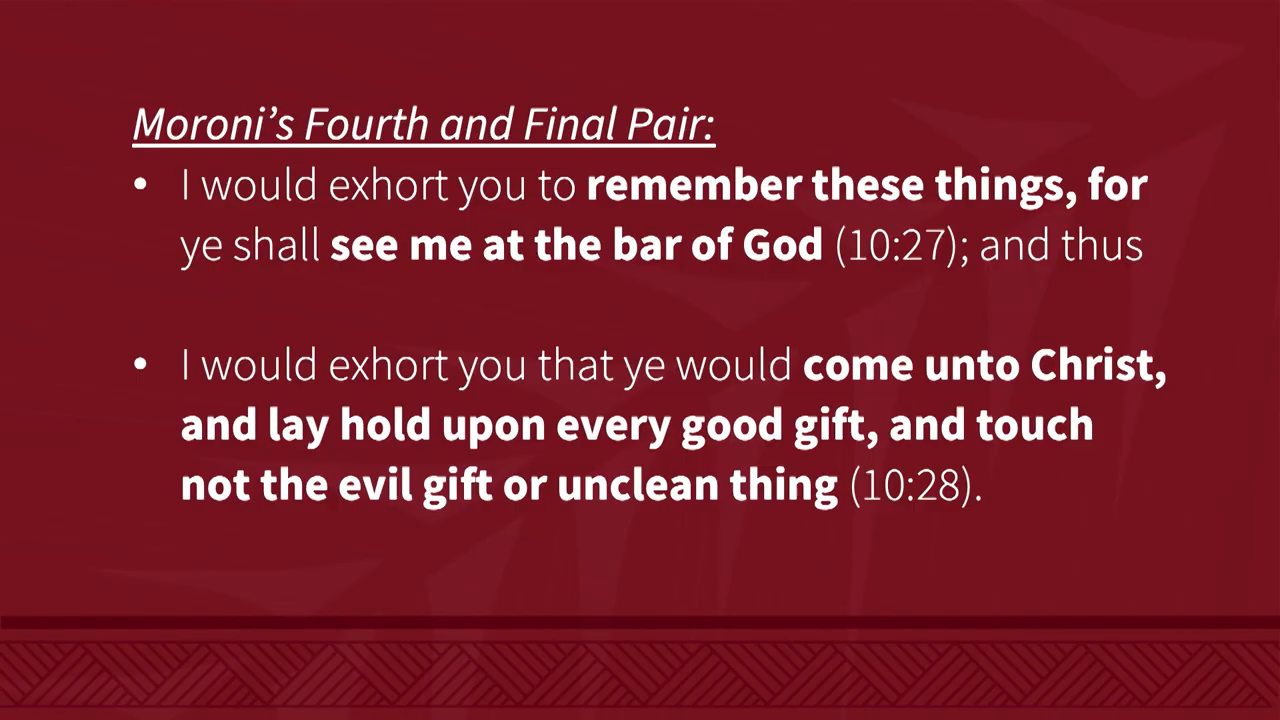 Moroni’s Fourth and Final Pair:
• I would exhort you to remember these things, for
ye shall see me at the bar of God (10:27); and thus
• I would exhort you that ye would come unto Christ,
and lay hold upon every good gift, and touch
not the evil gift or unclean thing (10:28).